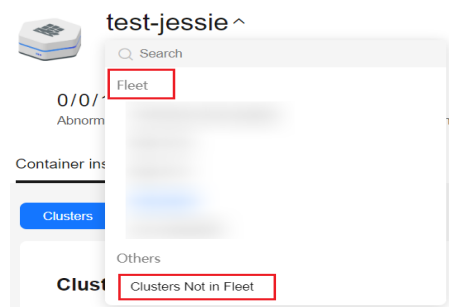 test-jessie
Search
Fleet
0/0/
Abnorm
Container ins
Clusters
Others
Clust
Clusters Not in Fleet